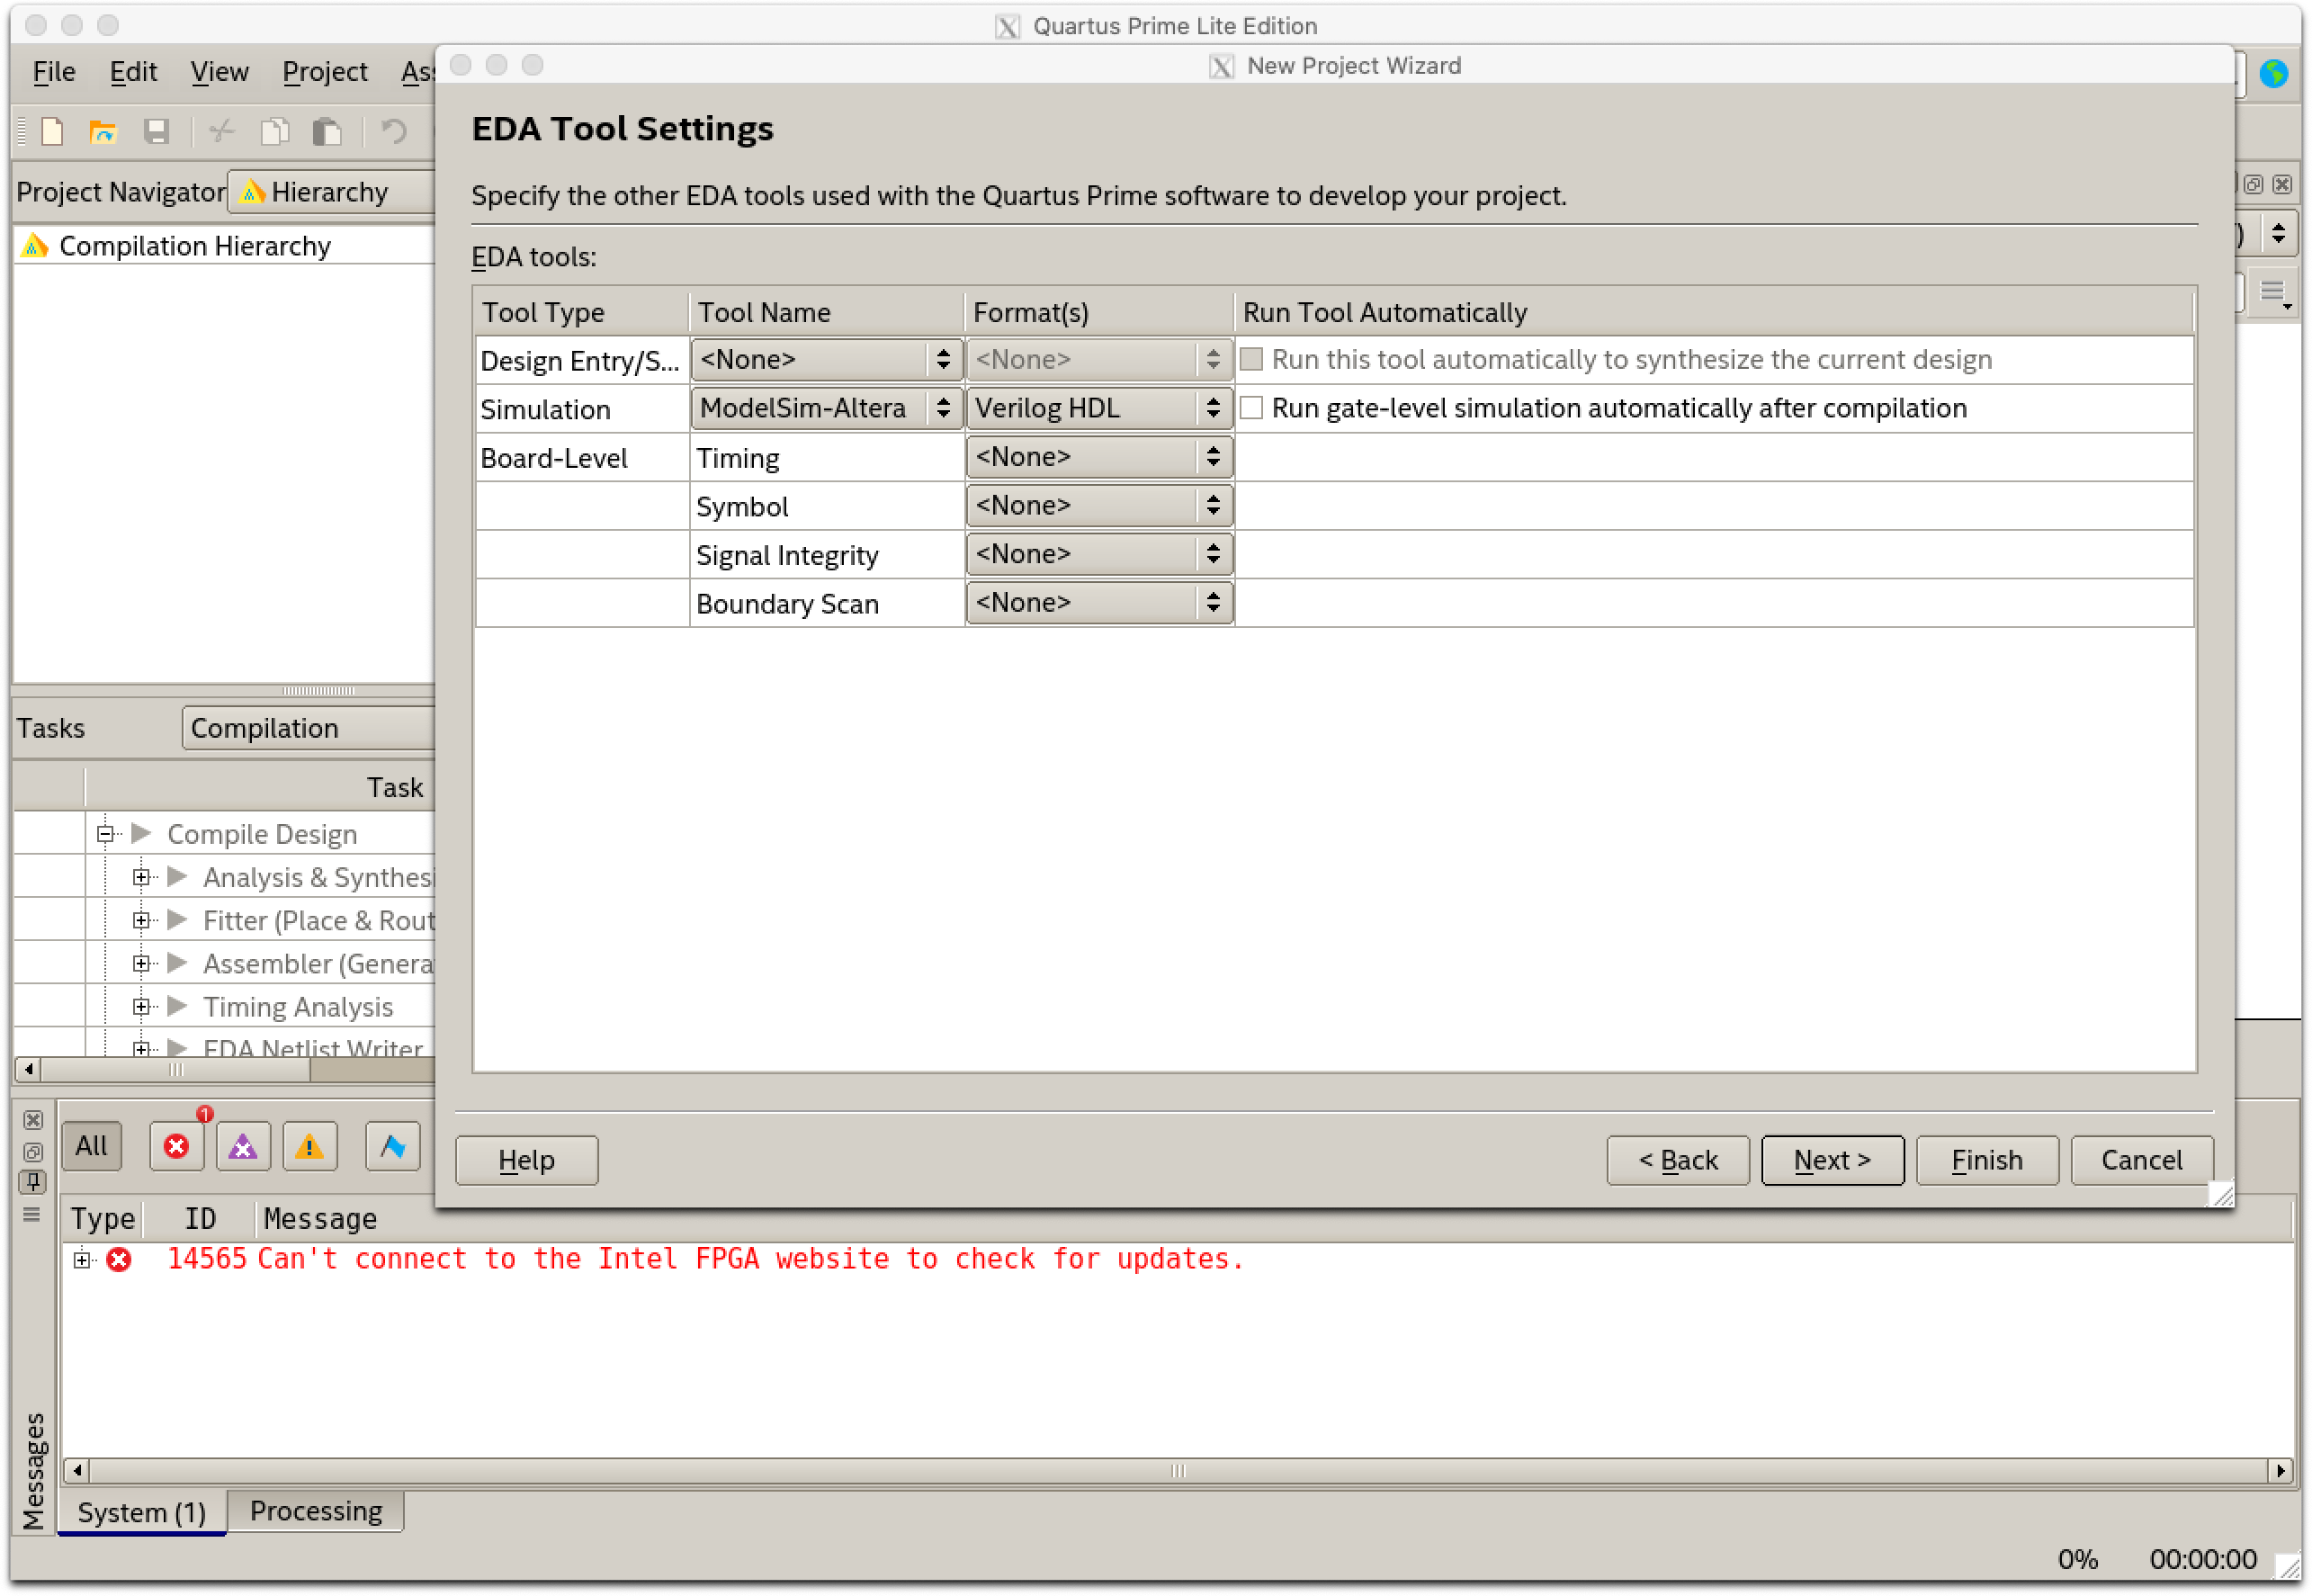 Quartus Prime Lite Edition
File Edit View Project Ass
New Project Wizard
EDA Tool Settings
Project Navigator Hierarchy
Specify the other EDA tools used with the Quartus Prime software to develop your project.
Compilation Hierarchy
EDA tools:
Tool Type Tool Name Format(s) Run Tool Automatically
Design Entry/S... <None> <None> Run this tool automatically to synthesize the current design
Simulation ModelSim-Altera Verilog HDL Run gate-level simulation automatically after compilation
Board-Level Timing <None>
Symbol <None>
Signal Integrity <None>
Boundary Scan <None>
Tasks Compilation
Task
Compile Design
Analysis & Synthesi
Fitter (Place & Rout
Assembler (Genera
Timing Analysis
EDA Netlist Writer
All 1
Help < Back Next > Finish Cancel
Type ID Message
14565 Can't connect to the Intel FPGA website to check for updates.
Messages
System (1) Processing
0% 00:00:00